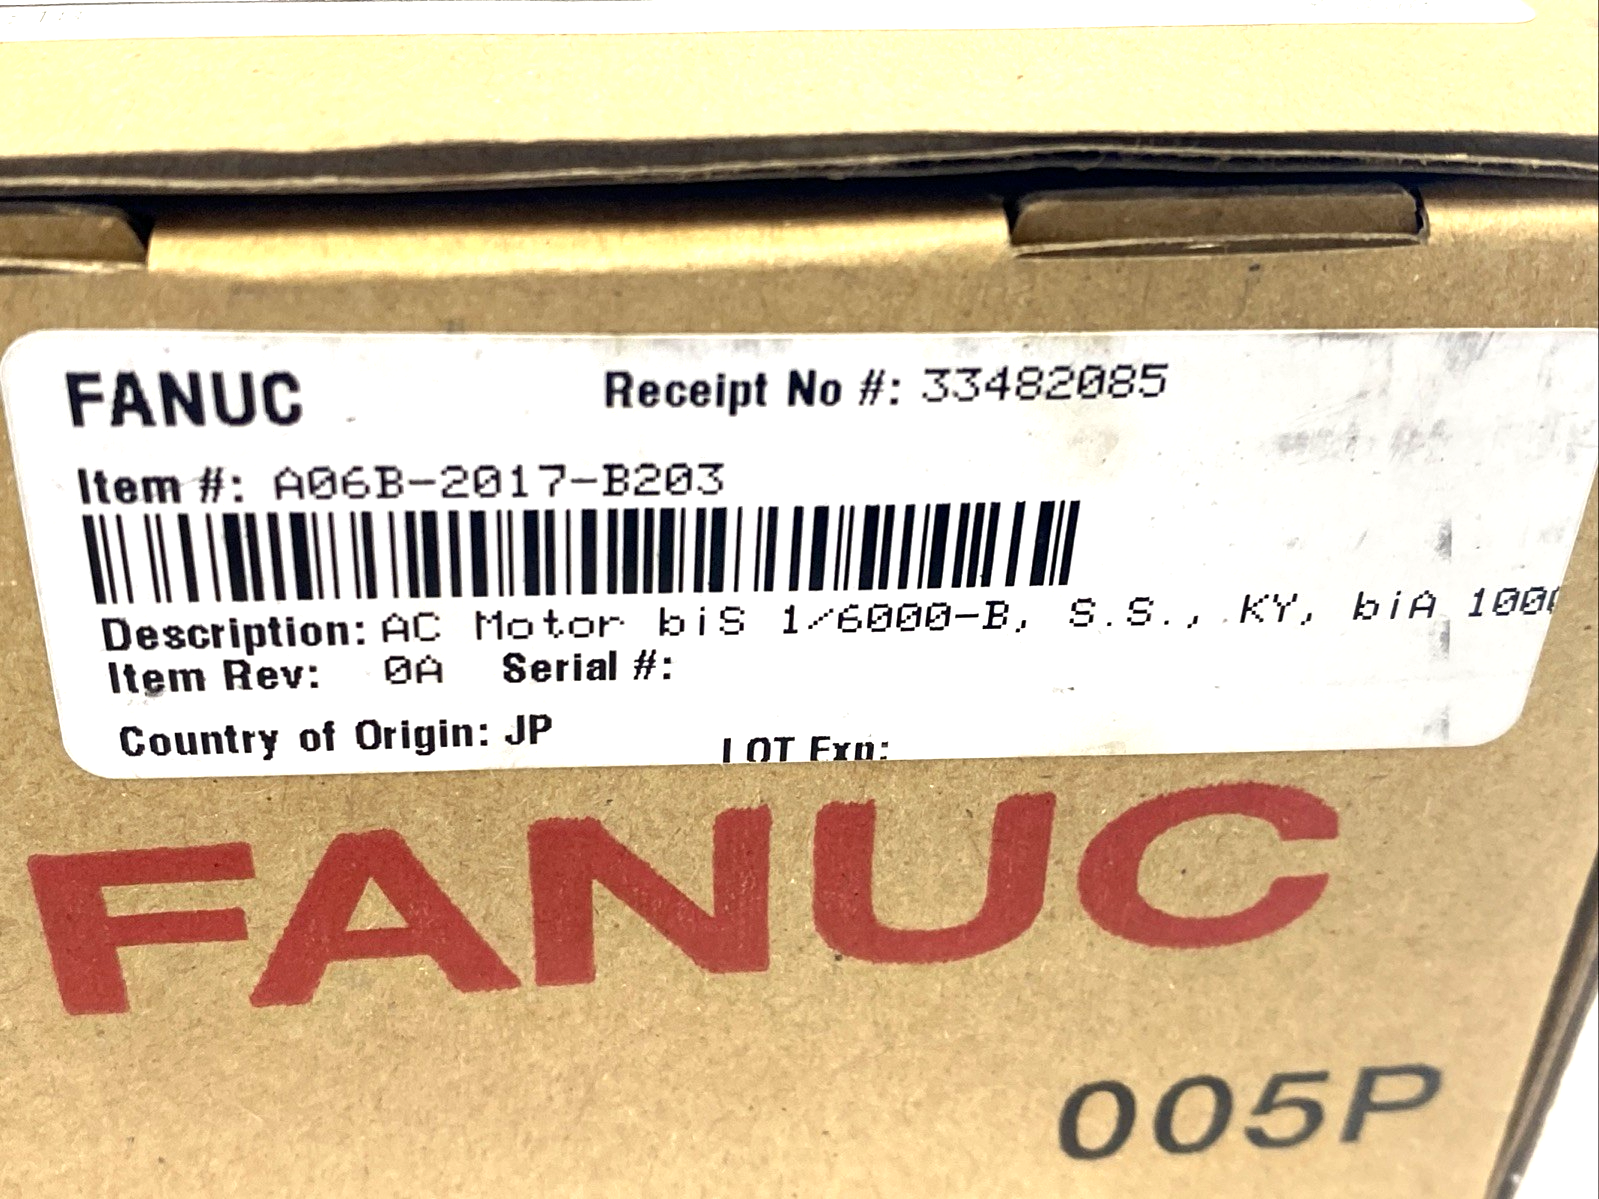 FANUC Receipt No #: 33482085
Item #: A06B-2017-B203
Description: AC Motor biS 1/6000-B, S.S., KY, biA 1000
Item Rev: 0A Serial #:
Country of Origin: JP LOT Exp:
FANUC
005P